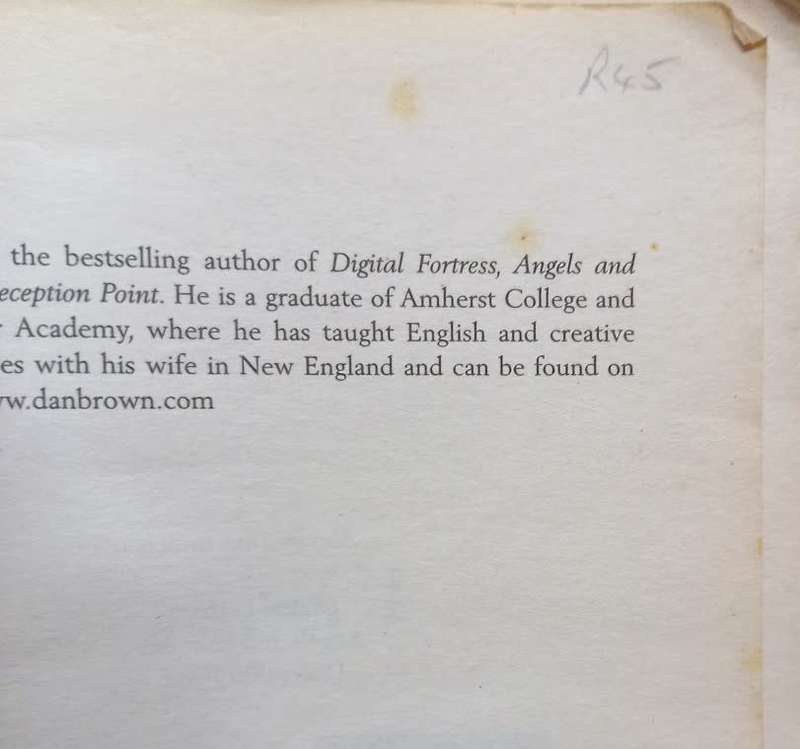 R45
the bestselling author of Digital Fortress, Angels and
eception Point. He is a graduate of Amherst College and
Academy, where he has taught English and creative
es with his wife in New England and can be found on
w.danbrown.com